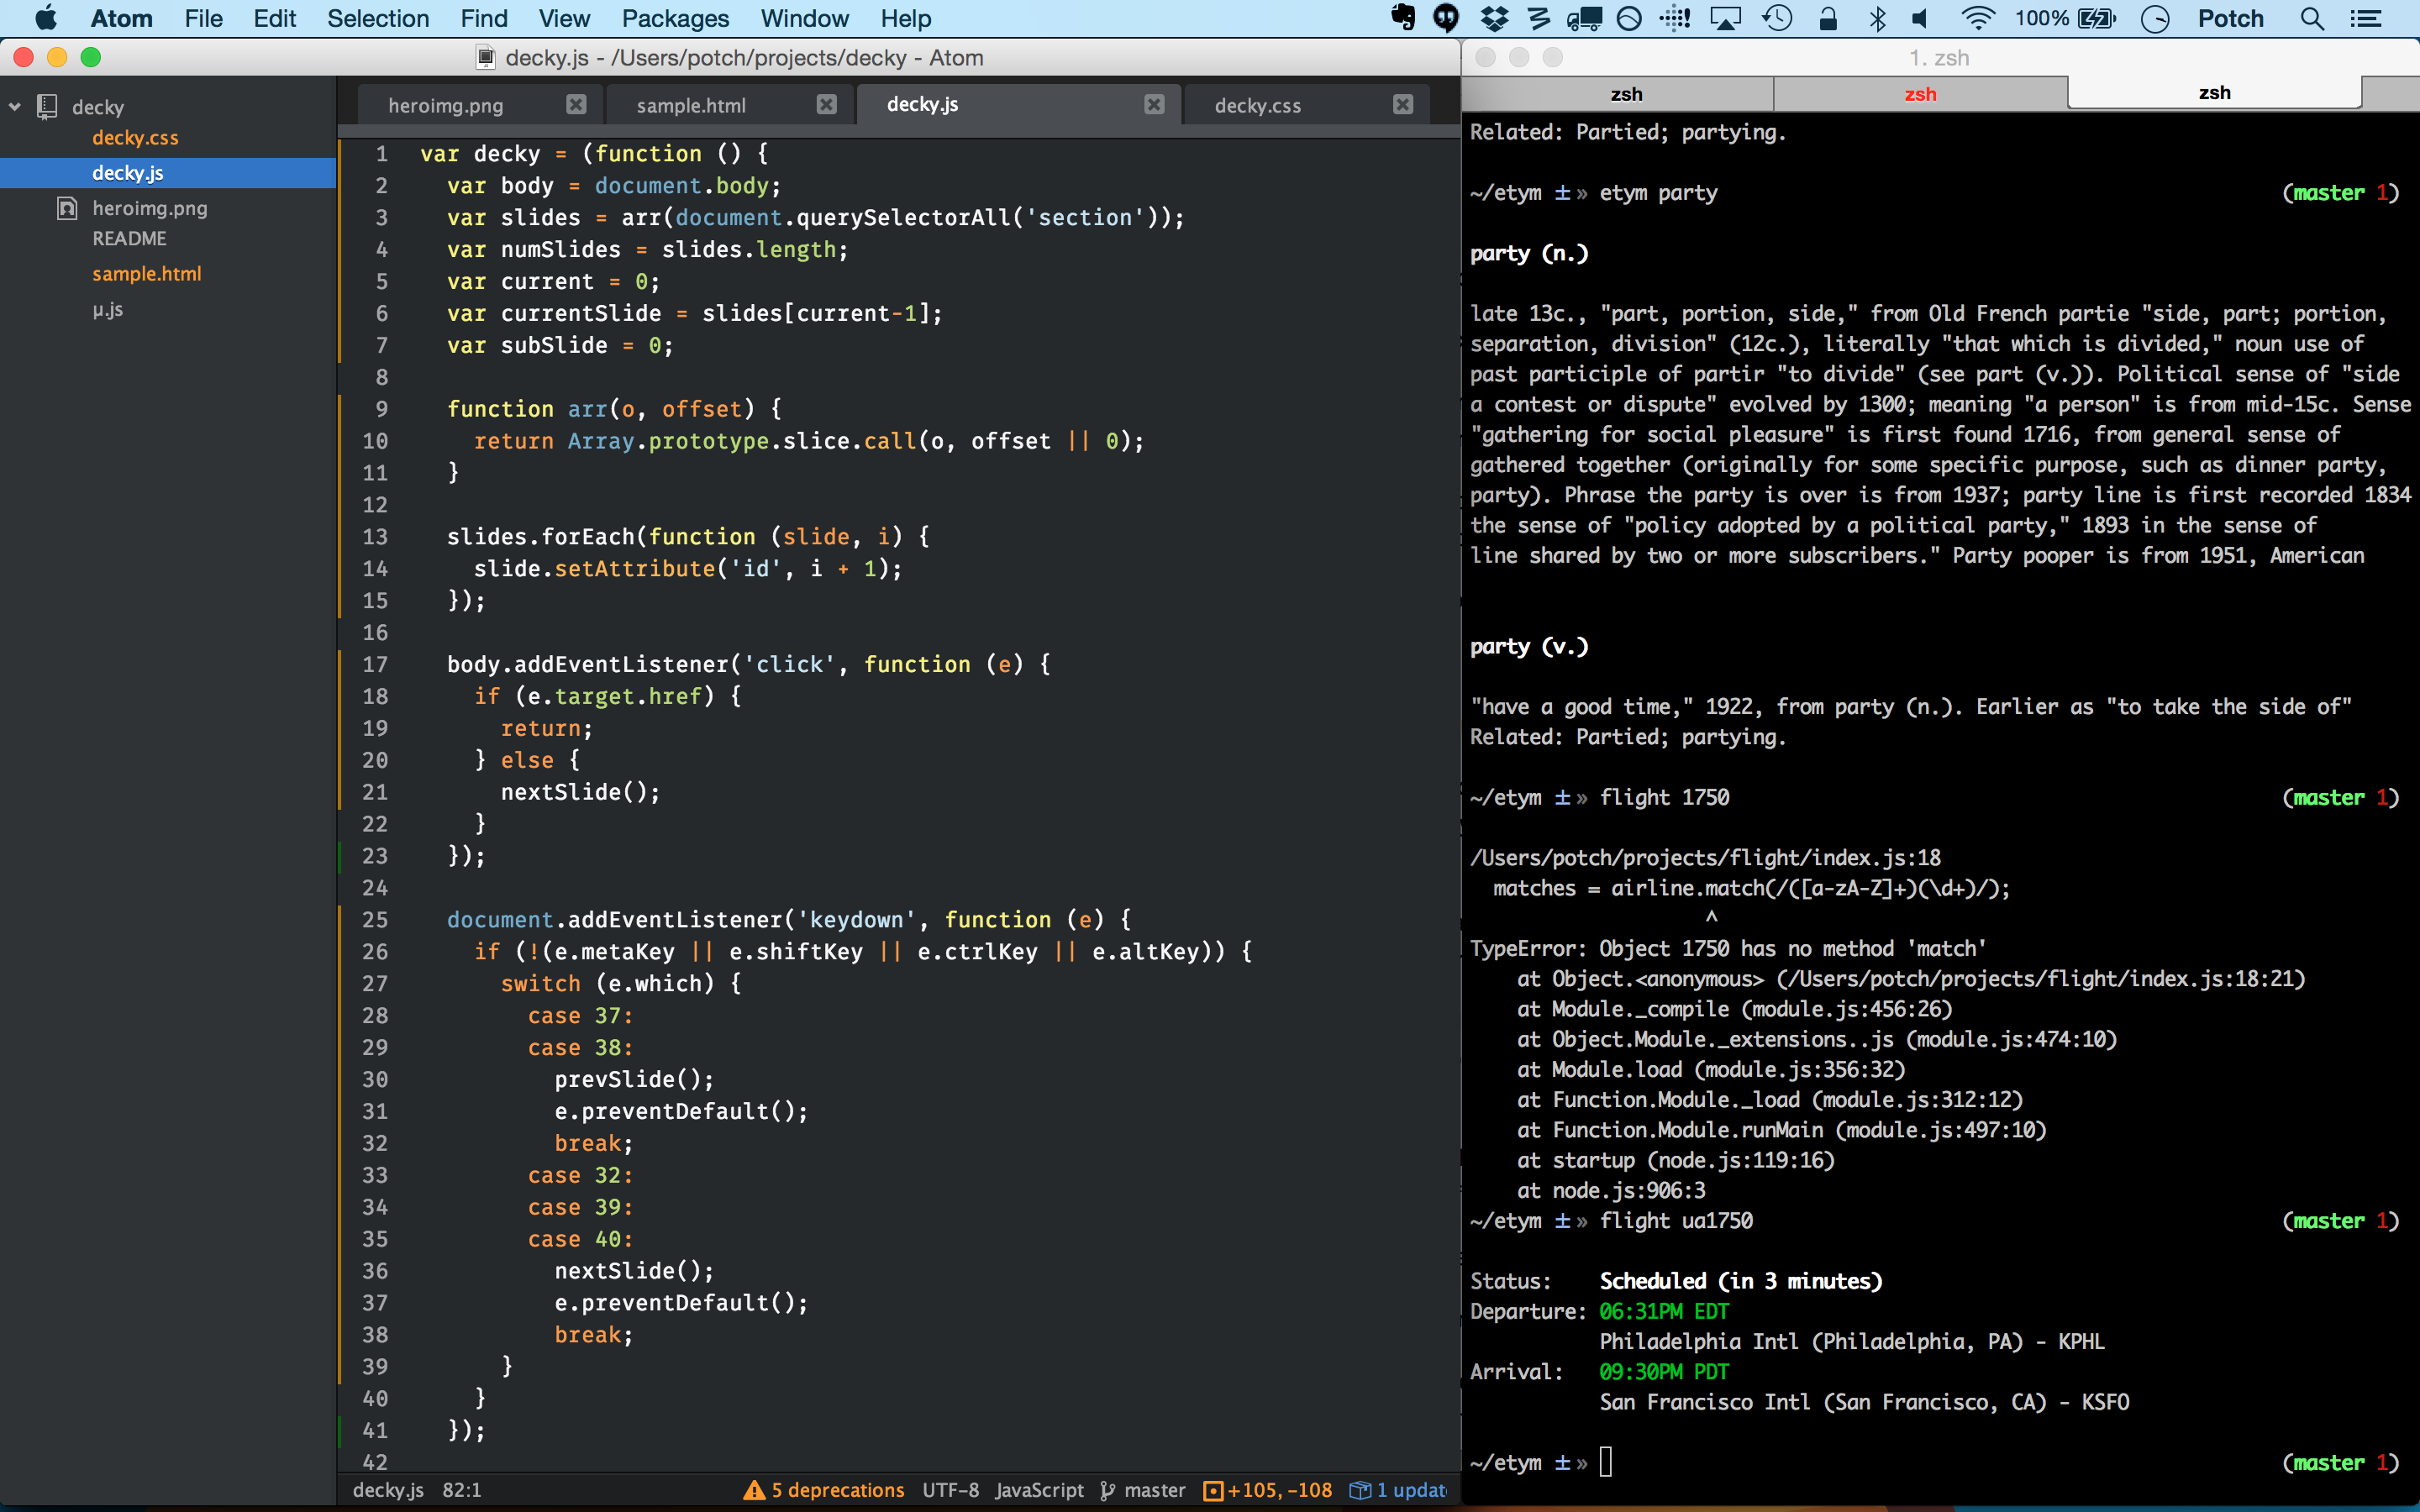 Atom File Edit Selection Find View Packages Window Help 100% Potch
decky.js - /Users/potch/projects/decky - Atom
decky
decky.css
decky.js
heroimg.png
README
sample.html
µ.js
heroimg.png sample.html decky.js decky.css
1 var decky = (function () {
2 var body = document.body;
3 var slides = arr(document.querySelectorAll('section'));
4 var numSlides = slides.length;
5 var current = 0;
6 var currentSlide = slides[current-1];
7 var subSlide = 0;
8
9 function arr(o, offset) {
10 return Array.prototype.slice.call(o, offset || 0);
11 }
12
13 slides.forEach(function (slide, i) {
14 slide.setAttribute('id', i + 1);
15 });
16
17 body.addEventListener('click', function (e) {
18 if (e.target.href) {
19 return;
20 } else {
21 nextSlide();
22 }
23 });
24
25 document.addEventListener('keydown', function (e) {
26 if (!(e.metaKey || e.shiftKey || e.ctrlKey || e.altKey)) {
27 switch (e.which) {
28 case 37:
29 case 38:
30 prevSlide();
31 e.preventDefault();
32 break;
33 case 32:
34 case 39:
35 case 40:
36 nextSlide();
37 e.preventDefault();
38 break;
39 }
40 }
41 });
42
decky.js 82:1 5 deprecations UTF-8 JavaScript master +105, -108 1 updat
1. zsh
zsh zsh zsh
Related: Partied; partying.
~/etym ±» etym party (master 1)
party (n.)
late 13c., "part, portion, side," from Old French partie "side, part; portion,
separation, division" (12c.), literally "that which is divided," noun use of
past participle of partir "to divide" (see part (v.)). Political sense of "side
a contest or dispute" evolved by 1300; meaning "a person" is from mid-15c. Sense
"gathering for social pleasure" is first found 1716, from general sense of
gathered together (originally for some specific purpose, such as dinner party,
party). Phrase the party is over is from 1937; party line is first recorded 1834
the sense of "policy adopted by a political party," 1893 in the sense of
line shared by two or more subscribers." Party pooper is from 1951, American
party (v.)
"have a good time," 1922, from party (n.). Earlier as "to take the side of"
Related: Partied; partying.
~/etym ±» flight 1750 (master 1)
/Users/potch/projects/flight/index.js:18
matches = airline.match(/([a-zA-Z]+)(\d+)/);
^
TypeError: Object 1750 has no method 'match'
at Object.<anonymous> (/Users/potch/projects/flight/index.js:18:21)
at Module._compile (module.js:456:26)
at Object.Module._extensions..js (module.js:474:10)
at Module.load (module.js:356:32)
at Function.Module._load (module.js:312:12)
at Function.Module.runMain (module.js:497:10)
at startup (node.js:119:16)
at node.js:906:3
~/etym ±» flight ua1750 (master 1)
Status: Scheduled (in 3 minutes)
Departure: 06:31PM EDT
Philadelphia Intl (Philadelphia, PA) - KPHL
Arrival: 09:30PM PDT
San Francisco Intl (San Francisco, CA) - KSFO
~/etym ±» (master 1)